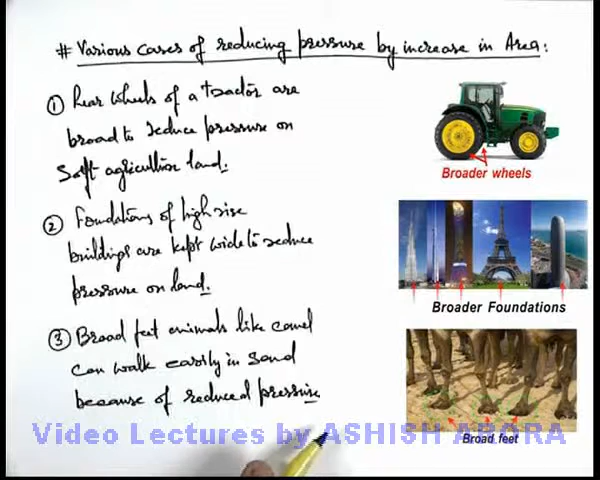 # Various cases of reducing pressure by increase in Area:
① Rear wheels of a tractor are
broad to reduce pressure on
soft agriculture land.
Broader wheels
② Foundations of high rise
buildings are kept wide to reduce
pressure on land.
Broader Foundations
③ Broad feet animals like camel
can walk easily in sand
because of reduced pressure
Broad feet
Video Lectures by ASHISH ARORA